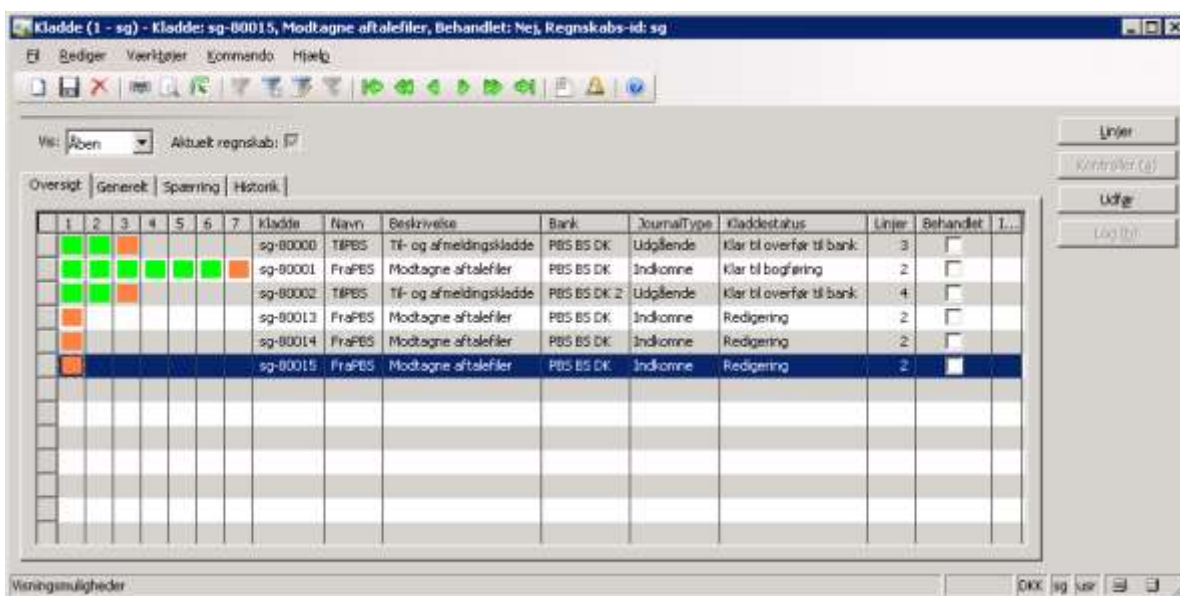 Kladde (1 - sg) - Kladde: sg-80015, Modtagne aftalefiler, Behandlet: Nej, Regnskabs-id: sg
Fil Rediger Værktøjer Kommando Hjælp
Vis: Åben Aktuelt regnskab:
Linjer
Kontroller (a)
Udfør
Log (b)
Oversigt Generelt Spærring Historik
1 2 3 4 5 6 7 Kladde Navn Beskrivelse Bank JournalType Kladdestatus Linjer Behandlet I...
sg-80000 TilPBS Til- og afmeldingskladde PBS BS DK Udgående Klar til overfør til bank 3
sg-80001 FraPBS Modtagne aftalefiler PBS BS DK Indkomne Klar til bogføring 2
sg-80002 TilPBS Til- og afmeldingskladde PBS BS DK 2 Udgående Klar til overfør til bank 4
sg-80013 FraPBS Modtagne aftalefiler PBS BS DK Indkomne Redigering 2
sg-80014 FraPBS Modtagne aftalefiler PBS BS DK Indkomne Redigering 2
sg-80015 FraPBS Modtagne aftalefiler PBS BS DK Indkomne Redigering 2
Visningsmuligheder DKK sg usr